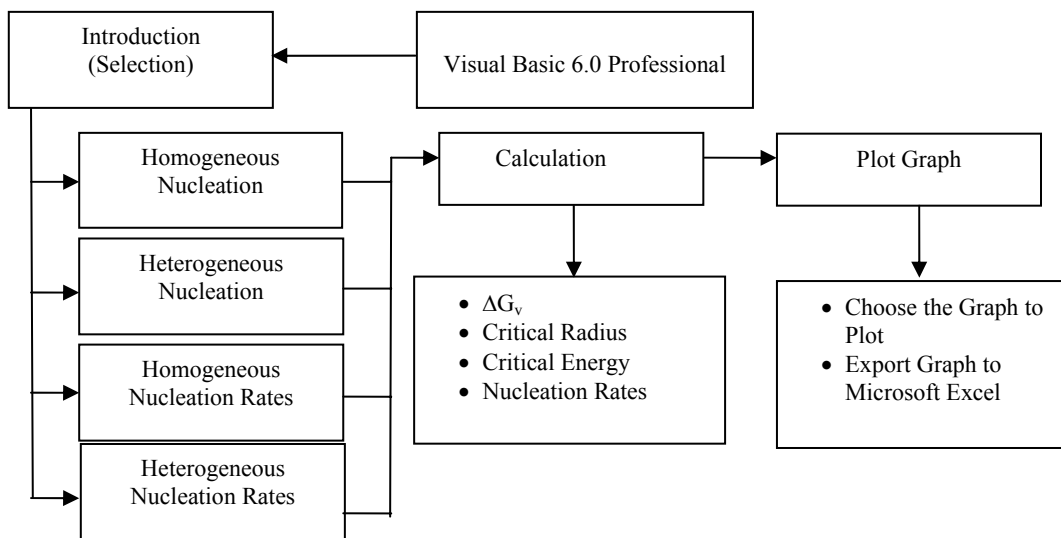 Introduction
(Selection)
Visual Basic 6.0 Professional
Homogeneous
Nucleation
Calculation
Plot Graph
Heterogeneous
Nucleation
• ΔGv
• Critical Radius
• Critical Energy
• Nucleation Rates
• Choose the Graph to
Plot
• Export Graph to
Microsoft Excel
Homogeneous
Nucleation Rates
Heterogeneous
Nucleation Rates